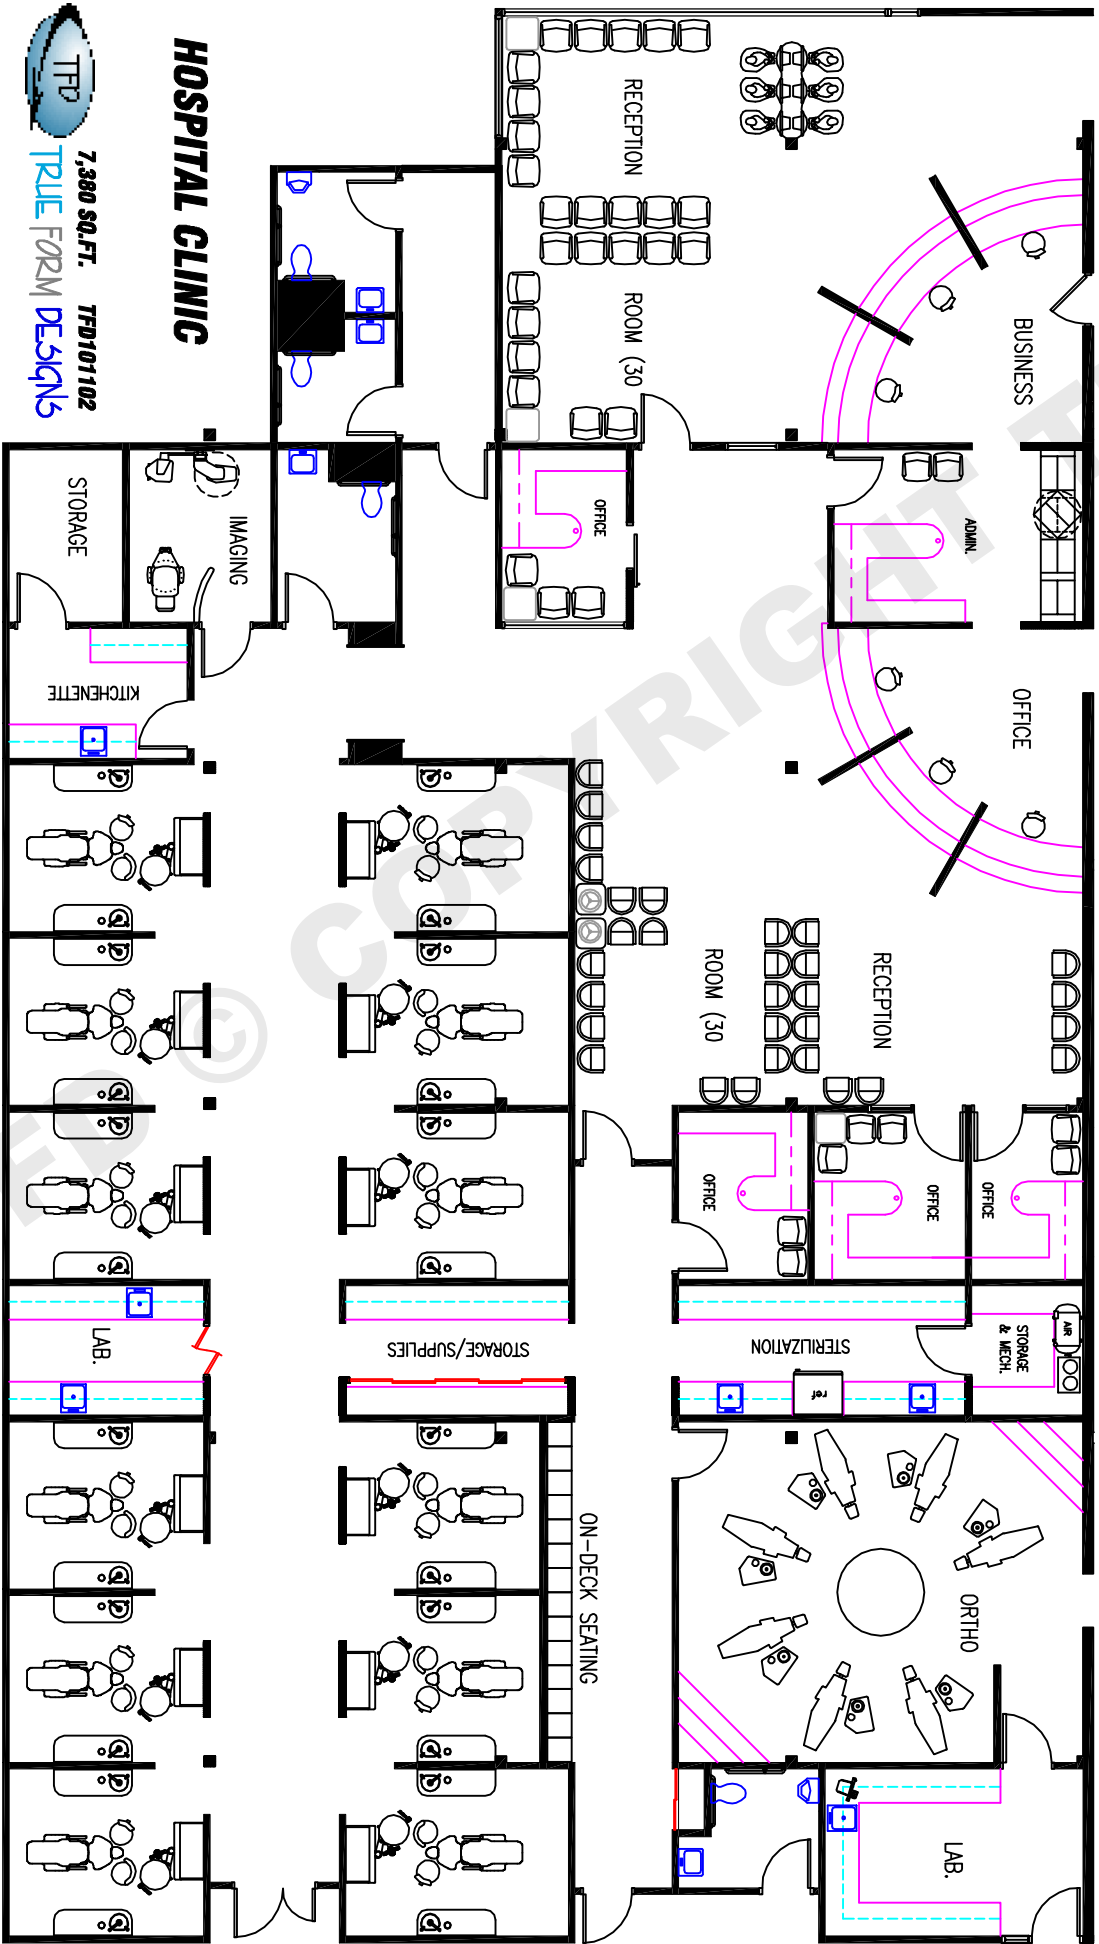 HOSPITAL CLINIC
7,380 SQ.FT. TFD101102
TFD
TRUE FORM DESIGNS
RECEPTION
ROOM (30
BUSINESS
OFFICE
ADMIN.
OFFICE
STORAGE
IMAGING
KITCHENETTE
RECEPTION
ROOM (30
OFFICE
OFFICE
OFFICE
LAB.
STORAGE/SUPPLIES
STERILIZATION
ref
STORAGE
& MECH.
AIR
ON-DECK SEATING
ORTHO
LAB.
FD © COPYRIGHT T